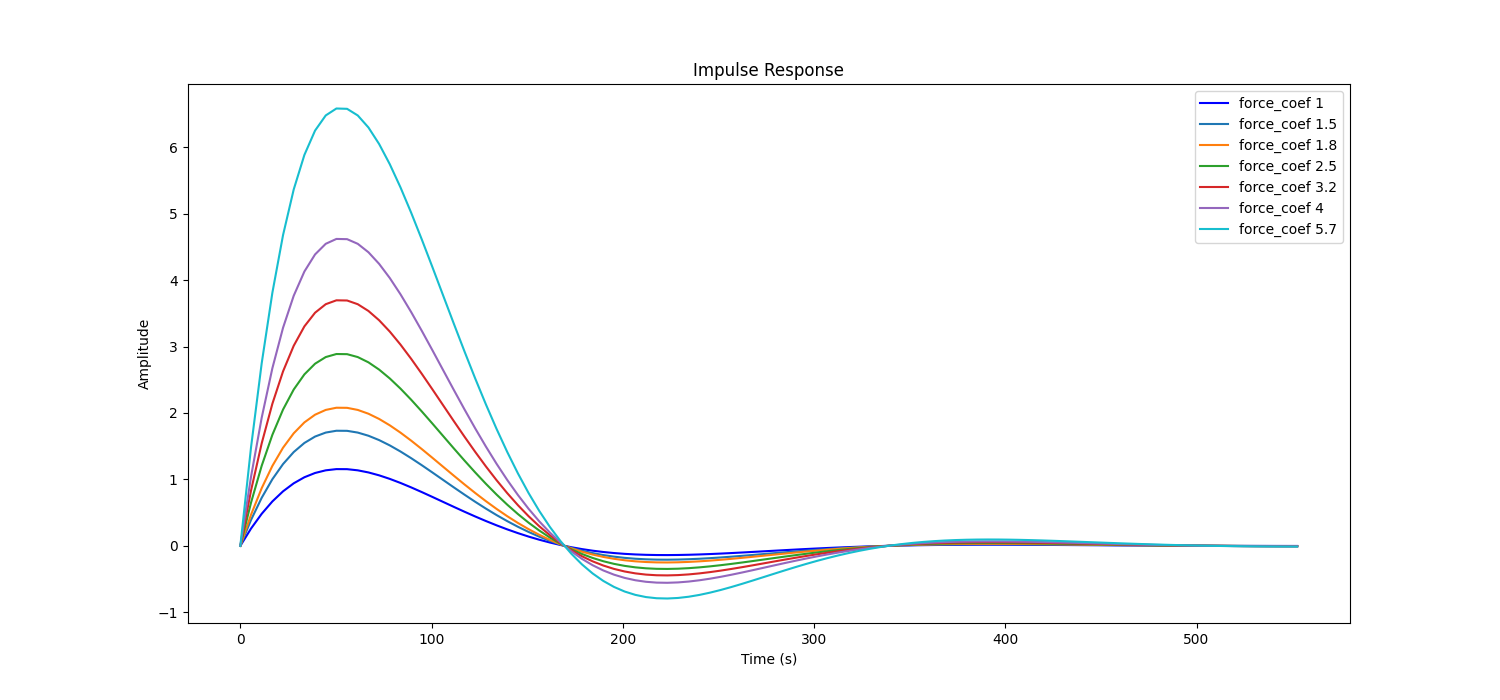 Impulse Response
force_coef 1
force_coef 1.5
force_coef 1.8
force_coef 2.5
force_coef 3.2
force_coef 4
force_coef 5.7
Amplitude
6
5
4
3
2
1
0
−1
0 100 200 300 400 500
Time (s)